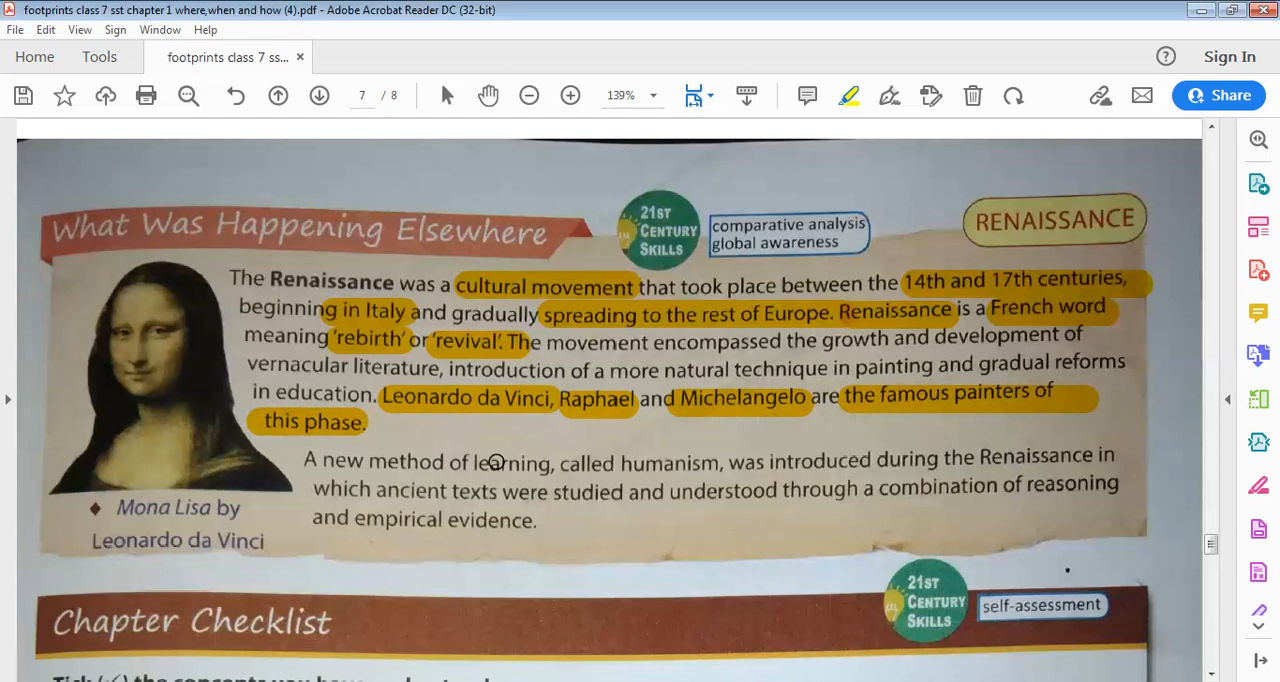 footprints class 7 sst chapter 1 where,when and how (4).pdf - Adobe Acrobat Reader DC (32-bit)
File Edit View Sign Window Help
Home Tools footprints class 7 ss... × Sign In
7 / 8 139% Share
What Was Happening Elsewhere
21ST
CENTURY
SKILLS
comparative analysis
global awareness
RENAISSANCE
The Renaissance was a cultural movement that took place between the 14th and 17th centuries,
beginning in Italy and gradually spreading to the rest of Europe. Renaissance is a French word
meaning 'rebirth' or 'revival'. The movement encompassed the growth and development of
vernacular literature, introduction of a more natural technique in painting and gradual reforms
in education. Leonardo da Vinci, Raphael and Michelangelo are the famous painters of
this phase.
A new method of learning, called humanism, was introduced during the Renaissance in
which ancient texts were studied and understood through a combination of reasoning
and empirical evidence.
Mona Lisa by
Leonardo da Vinci
Chapter Checklist
21ST
CENTURY
SKILLS
self-assessment